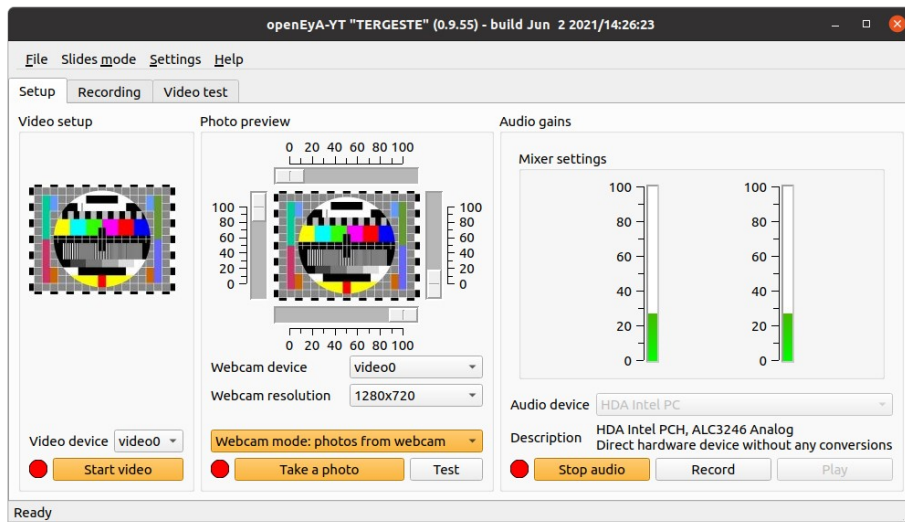 openEyA-YT "TERGESTE" (0.9.55) - build Jun 2 2021/14:26:23
File Slides mode Settings Help
Setup Recording Video test
Video setup
Photo preview
0 20 40 60 80 100
100
80
60
40
20
0
100
80
60
40
20
0
0 20 40 60 80 100
Webcam device video0
Webcam resolution 1280x720
Video device video0
Webcam mode: photos from webcam
Start video
Take a photo Test
Audio gains
Mixer settings
100
80
60
40
20
0
100
80
60
40
20
0
Audio device HDA Intel PC
Description HDA Intel PCH, ALC3246 Analog
Direct hardware device without any conversions
Stop audio Record Play
Ready